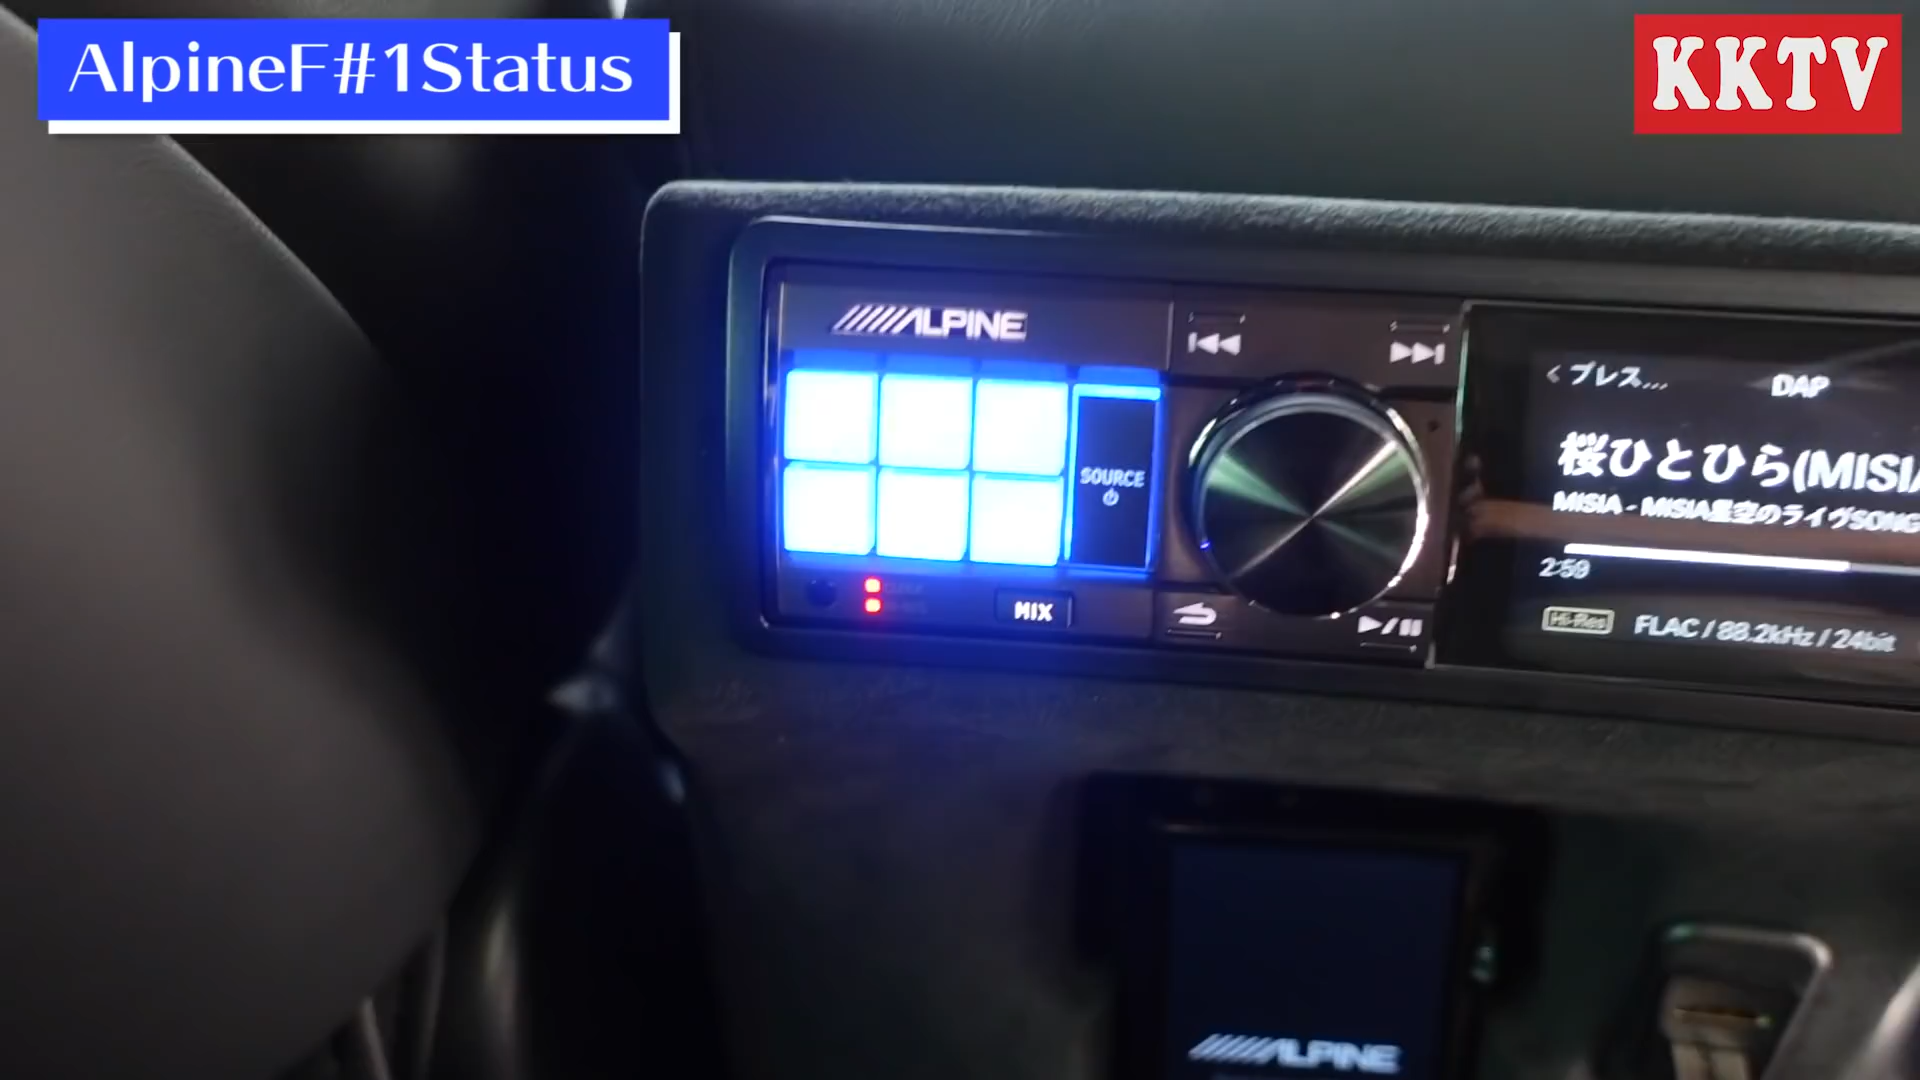 AlpineF#1Status
KKTV
ALPINE
< ブレス... DAP
SOURCE
桜ひとひら(MISIA
MISIA - MISIA星空のライヴSONG
2:59
MIX
Hi-Res FLAC / 88.2kHz / 24bit
ALPINE